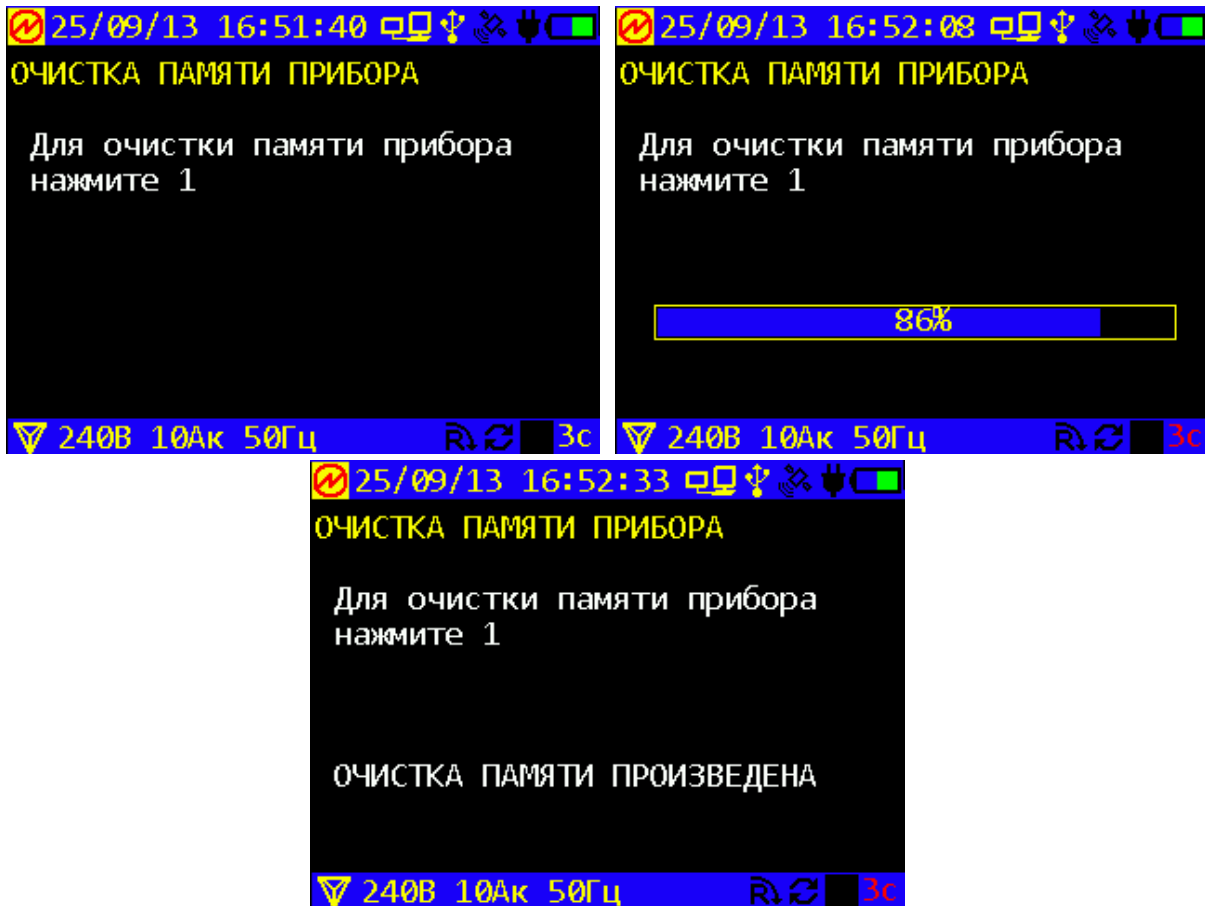 25/09/13 16:51:40
ОЧИСТКА ПАМЯТИ ПРИБОРА
Для очистки памяти прибора
нажмите 1
240В 10Ак 50Гц R 3с
25/09/13 16:52:08
ОЧИСТКА ПАМЯТИ ПРИБОРА
Для очистки памяти прибора
нажмите 1
86%
240В 10Ак 50Гц R 3с
25/09/13 16:52:33
ОЧИСТКА ПАМЯТИ ПРИБОРА
Для очистки памяти прибора
нажмите 1
ОЧИСТКА ПАМЯТИ ПРОИЗВЕДЕНА
240В 10Ак 50Гц R 3с